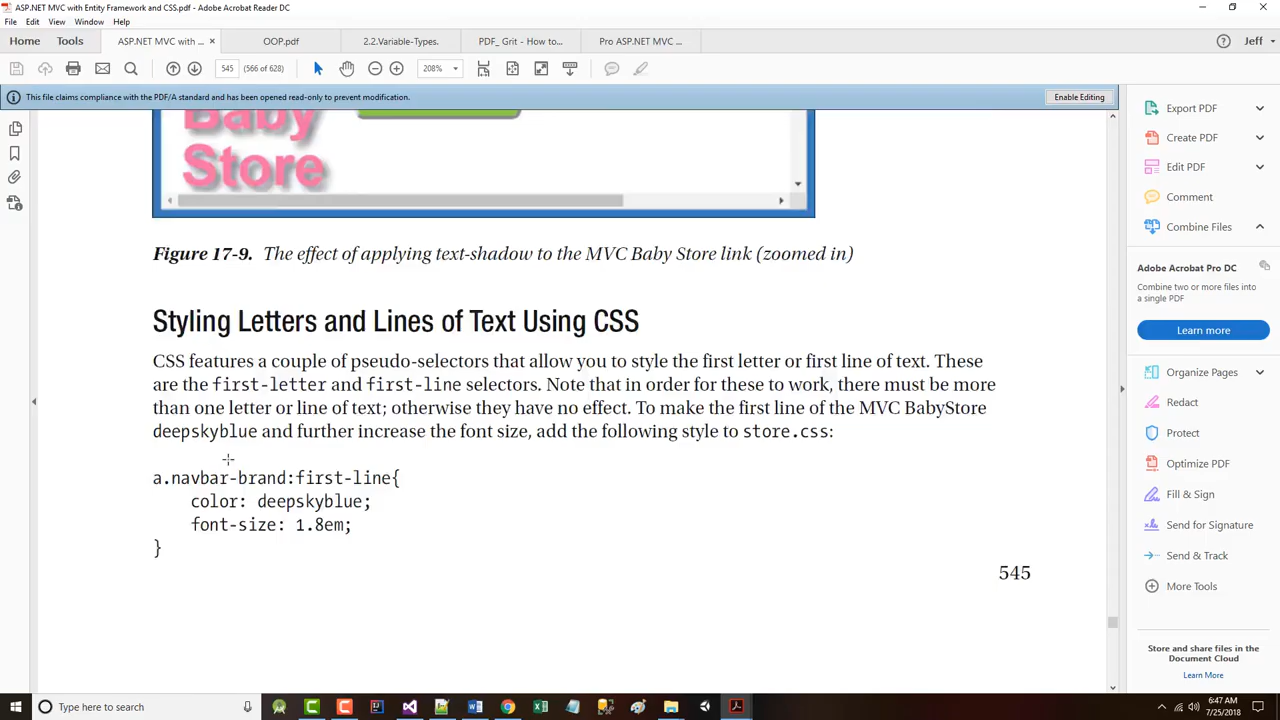 ASP.NET MVC with Entity Framework and CSS.pdf - Adobe Acrobat Reader DC
File Edit View Window Help
Home Tools ASP.NET MVC with ... × OOP.pdf 2.2.Variable-Types. PDF_ Grit - How to... Pro ASP.NET MVC ... Jeff
545 (566 of 628) 208%
This file claims compliance with the PDF/A standard and has been opened read-only to prevent modification. Enable Editing
Baby
Store
Figure 17-9. The effect of applying text-shadow to the MVC Baby Store link (zoomed in)
Styling Letters and Lines of Text Using CSS
CSS features a couple of pseudo-selectors that allow you to style the first letter or first line of text. These
are the first-letter and first-line selectors. Note that in order for these to work, there must be more
than one letter or line of text; otherwise they have no effect. To make the first line of the MVC BabyStore
deepskyblue and further increase the font size, add the following style to store.css:
a.navbar-brand:first-line{
color: deepskyblue;
font-size: 1.8em;
}
545
Export PDF
Create PDF
Edit PDF
Comment
Combine Files
Adobe Acrobat Pro DC
Combine two or more files into
a single PDF
Learn more
Organize Pages
Redact
Protect
Optimize PDF
Fill & Sign
Send for Signature
Send & Track
More Tools
Store and share files in the
Document Cloud
Learn More
Type here to search
6:47 AM
7/25/2018